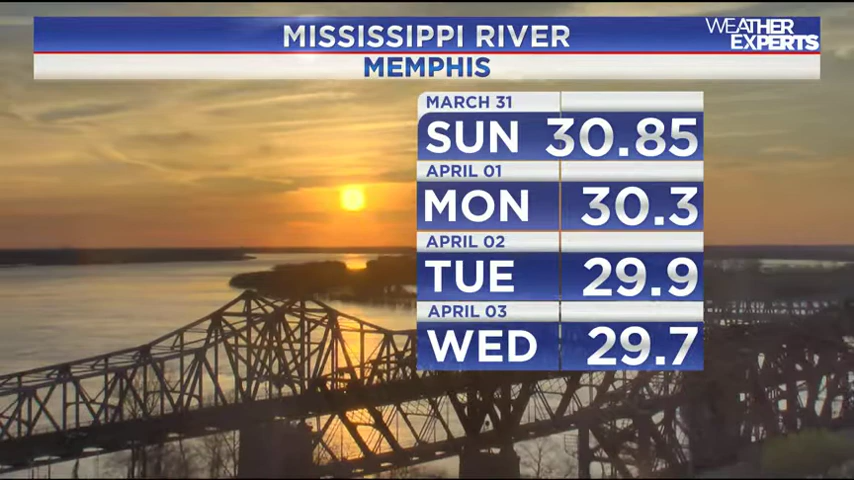 MISSISSIPPI RIVER
WEATHER
EXPERTS
MEMPHIS
MARCH 31
SUN 30.85
APRIL 01
MON 30.3
APRIL 02
TUE 29.9
APRIL 03
WED 29.7